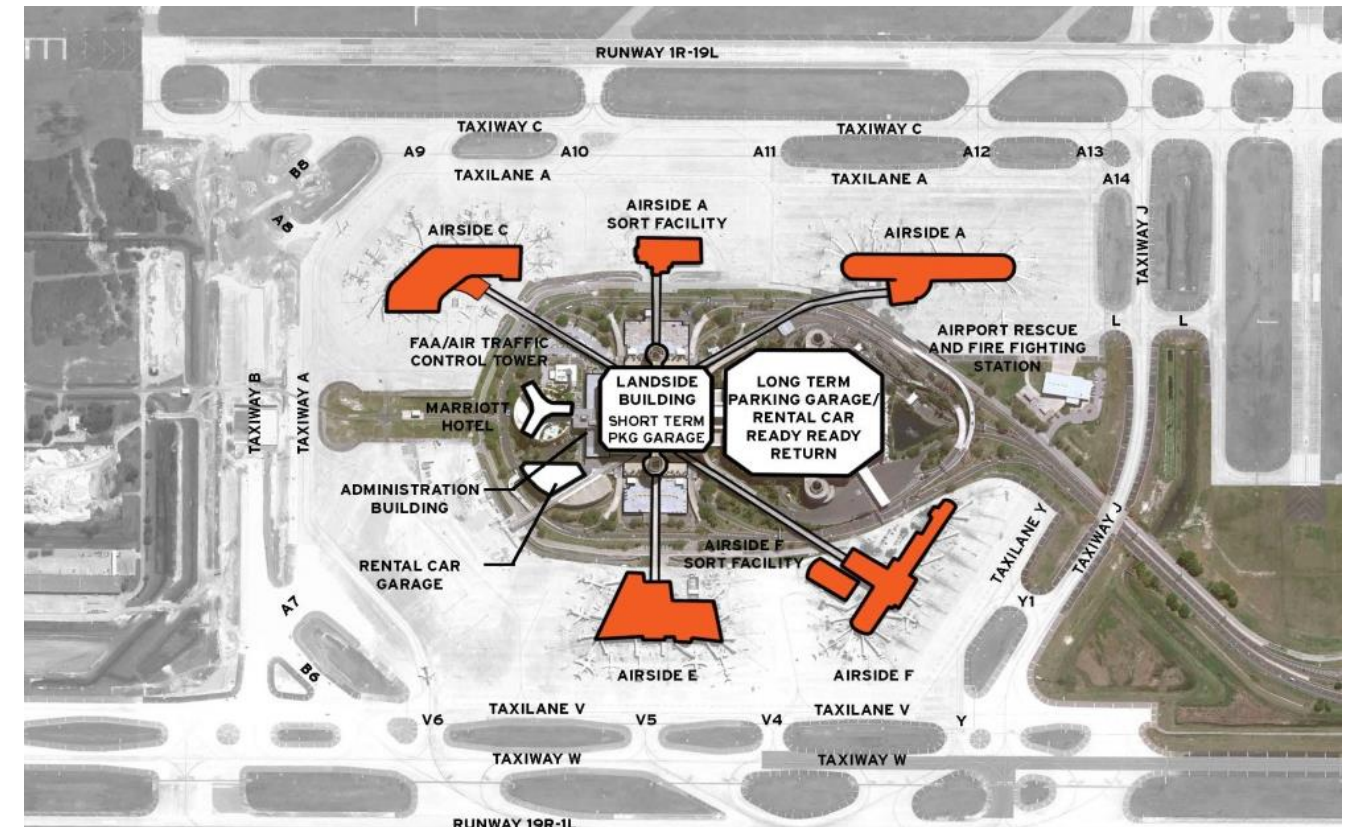 RUNWAY 1R-19L
TAXIWAY C
TAXIWAY C
B8
A9
A10
A11
A12
A13
TAXILANE A
TAXILANE A
A14
A8
AIRSIDE A
SORT FACILITY
AIRSIDE C
AIRSIDE A
TAXIWAY J
L
L
FAA/AIR TRAFFIC
CONTROL TOWER
AIRPORT RESCUE
AND FIRE FIGHTING
STATION
TAXIWAY B
TAXIWAY A
LANDSIDE
BUILDING
SHORT TERM
PKG GARAGE
LONG TERM
PARKING GARAGE/
RENTAL CAR
READY READY
RETURN
MARRIOTT
HOTEL
ADMINISTRATION
BUILDING
RENTAL CAR
GARAGE
AIRSIDE F
SORT FACILITY
TAXILANE Y
TAXIWAY J
A7
Y1
B6
AIRSIDE E
AIRSIDE F
V6
TAXILANE V
V5
V4
TAXILANE V
Y
TAXIWAY W
TAXIWAY W
RUNWAY 19R-1L